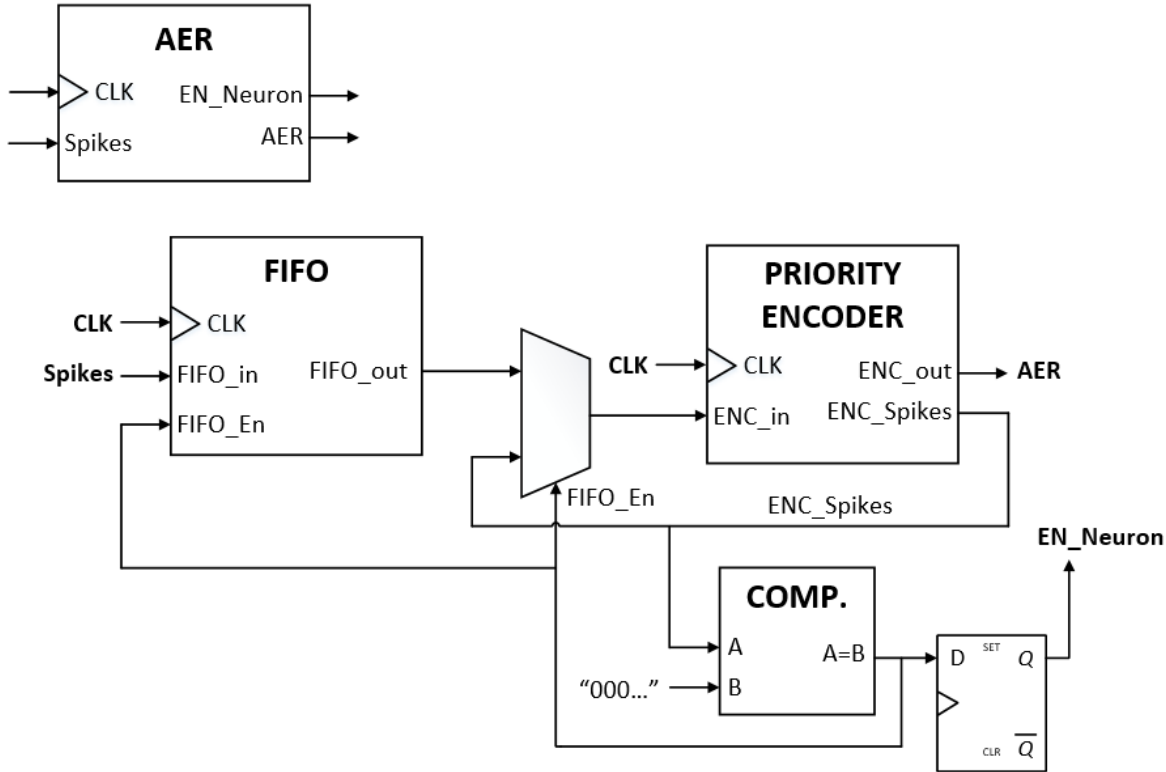 AER
CLK
EN_Neuron
AER
Spikes
FIFO
CLK
CLK
Spikes
FIFO_in
FIFO_out
FIFO_En
PRIORITY
ENCODER
CLK
CLK
ENC_out
AER
ENC_Spikes
ENC_in
FIFO_En
ENC_Spikes
EN_Neuron
COMP.
A
A=B
B
“000...”
D
SET
Q
CLR
Q